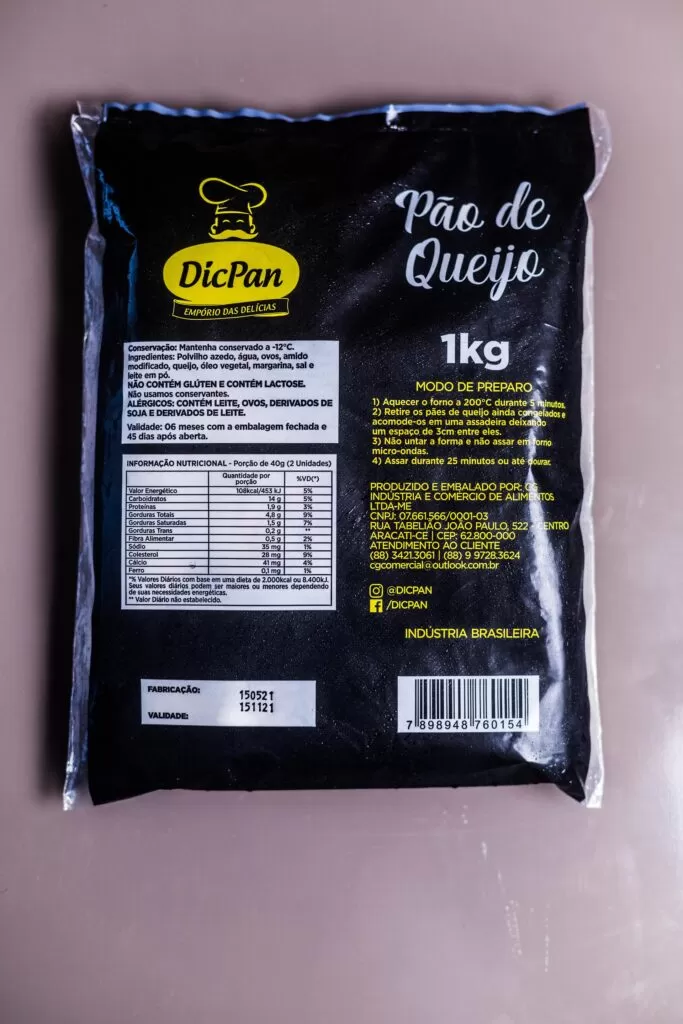 DicPan
EMPÓRIO DAS DELÍCIAS
Pão de
Queijo
1kg
Conservação: Mantenha conservado a -12°C.
Ingredientes: Polvilho azedo, água, ovos, amido
modificado, queijo, óleo vegetal, margarina, sal e
leite em pó.
NÃO CONTÉM GLÚTEN E CONTÉM LACTOSE.
Não usamos conservantes.
ALÉRGICOS: CONTÉM LEITE, OVOS, DERIVADOS DE
SOJA E DERIVADOS DE LEITE.
Validade: 06 meses com a embalagem fechada e
45 dias após aberta.
INFORMAÇÃO NUTRICIONAL - Porção de 40g (2 Unidades)
Quantidade por porção %VD(*)
Valor Energético 108kcal/453 kJ 5%
Carboidratos 14 g 5%
Proteínas 1,9 g 3%
Gorduras Totais 4,8 g 9%
Gorduras Saturadas 1,5 g 7%
Gorduras Trans 0,2 g **
Fibra Alimentar 0,5 g 2%
Sódio 35 mg 1%
Colesterol 28 mg 9%
Cálcio 41 mg 4%
Ferro 0,1 mg 1%
*% Valores Diários com base em uma dieta de 2.000kcal ou 8.400kJ.
Seus valores diários podem ser maiores ou menores dependendo
de suas necessidades energéticas.
** Valor Diário não estabelecido.
MODO DE PREPARO
1) Aquecer o forno a 200°C durante 5 minutos.
2) Retire os pães de queijo ainda congelados e
acomode-os em uma assadeira deixando
um espaço de 3cm entre eles.
3) Não untar a forma e não assar em forno
micro-ondas.
4) Assar durante 25 minutos ou até dourar.
PRODUZIDO E EMBALADO POR: CG
INDÚSTRIA E COMÉRCIO DE ALIMENTOS
LTDA-ME
CNPJ: 07.661.566/0001-03
RUA TABELIÃO JOÃO PAULO, 522 - CENTRO
ARACATI-CE | CEP: 62.800-000
ATENDIMENTO AO CLIENTE
(88) 3421.3061 | (88) 9 9728.3624
cgcomercial@outlook.com.br
@DICPAN
/DICPAN
INDÚSTRIA BRASILEIRA
FABRICAÇÃO: 150521
VALIDADE: 151121
7 898948 760154